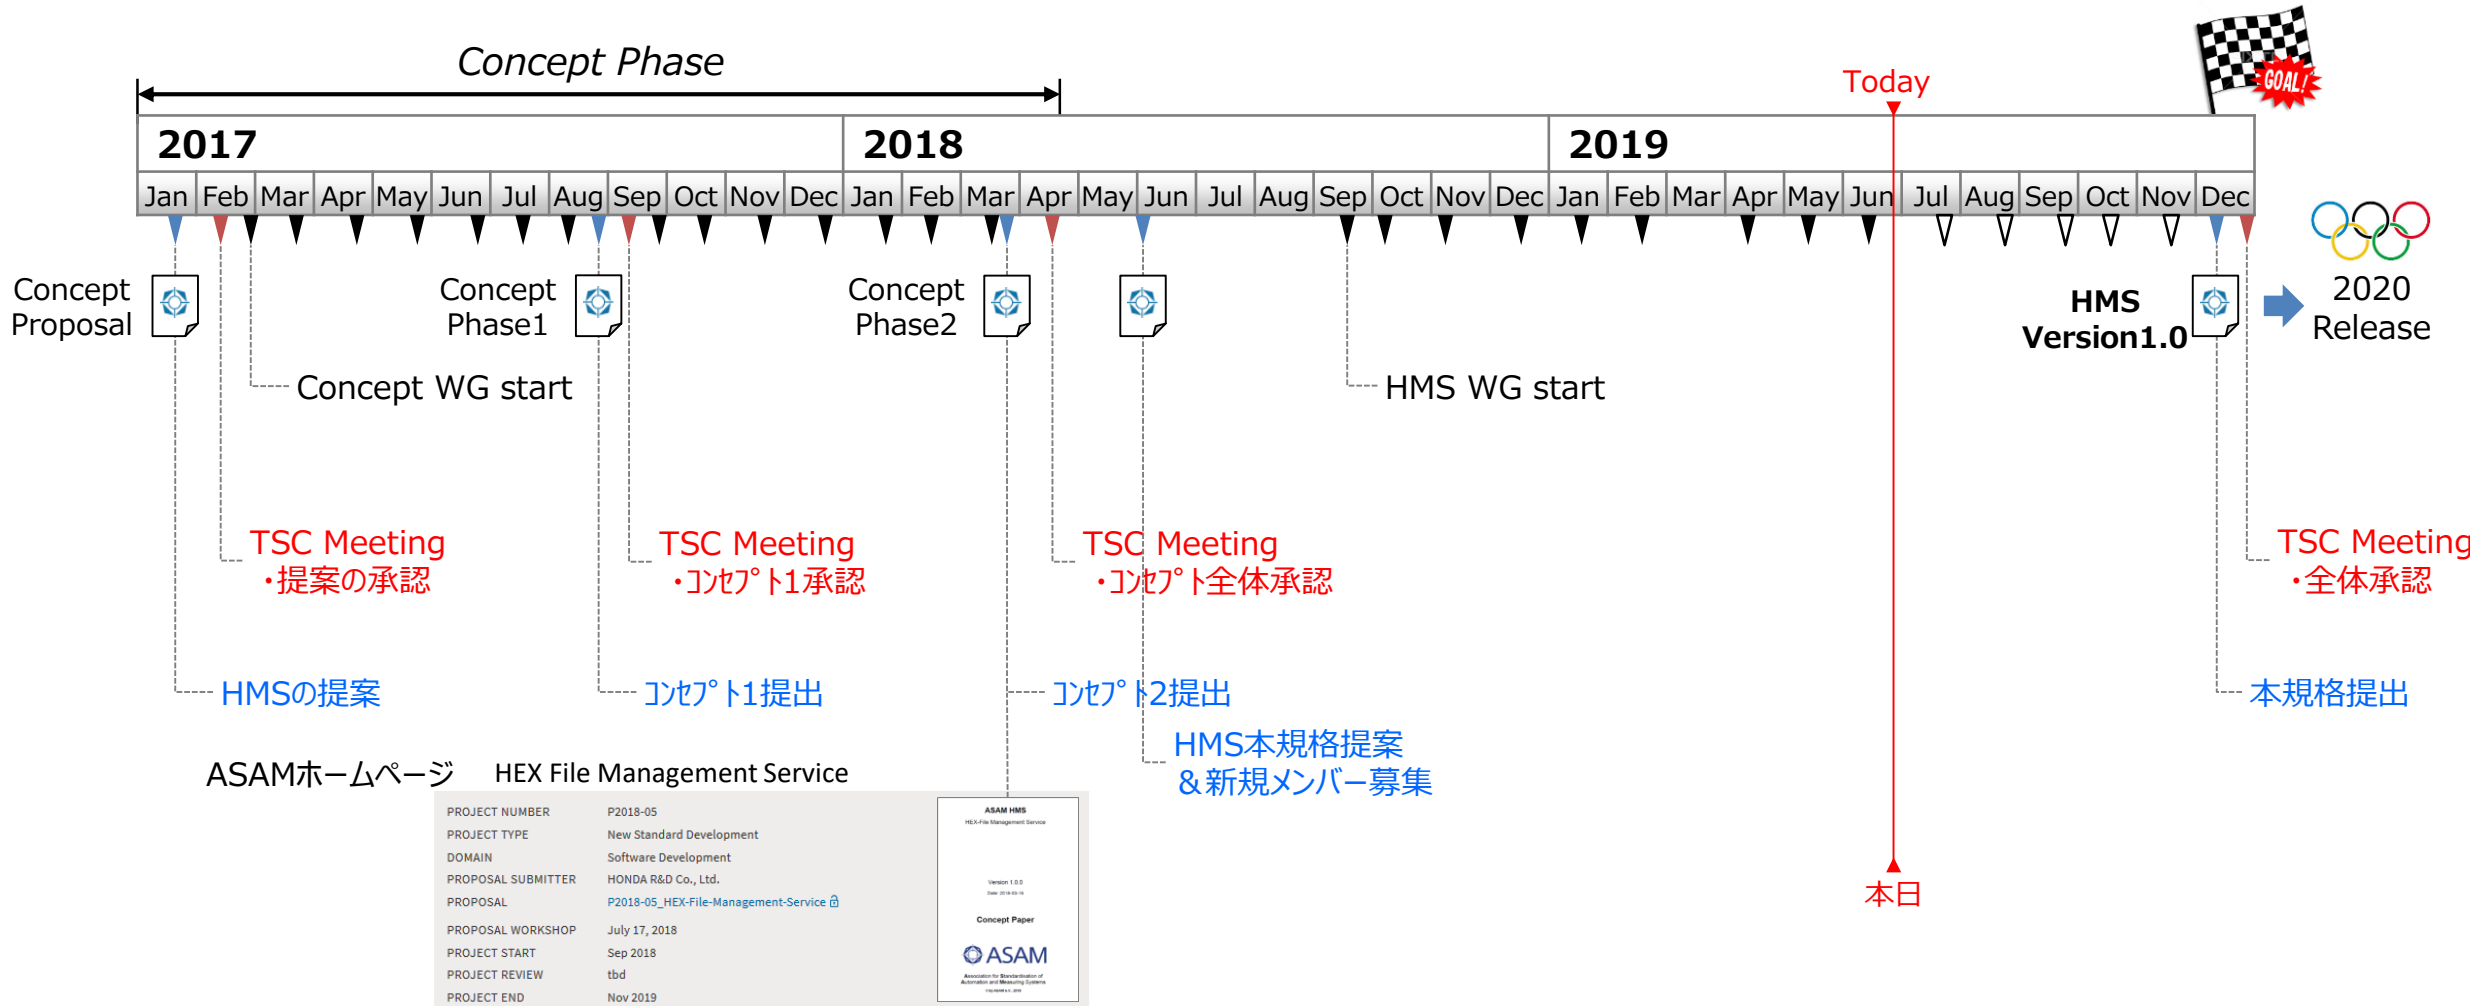 Concept Phase
Today
GOAL!
2017
2018
2019
Jan Feb Mar Apr May Jun Jul Aug Sep Oct Nov Dec Jan Feb Mar Apr May Jun Jul Aug Sep Oct Nov Dec Jan Feb Mar Apr May Jun Jul Aug Sep Oct Nov Dec
Concept
Proposal
Concept
Phase1
Concept
Phase2
HMS
Version1.0
2020
Release
Concept WG start
HMS WG start
TSC Meeting
・提案の承認
TSC Meeting
・ｺﾝｾﾌﾟﾄ1承認
TSC Meeting
・ｺﾝｾﾌﾟﾄ全体承認
TSC Meeting
・全体承認
HMSの提案
ｺﾝｾﾌﾟﾄ1提出
ｺﾝｾﾌﾟﾄ2提出
本規格提出
HMS本規格提案
＆新規メンバー募集
ASAMホームページ
HEX File Management Service
PROJECT NUMBER P2018-05
PROJECT TYPE New Standard Development
DOMAIN Software Development
PROPOSAL SUBMITTER HONDA R&D Co., Ltd.
PROPOSAL P2018-05_HEX-File-Management-Service
PROPOSAL WORKSHOP July 17, 2018
PROJECT START Sep 2018
PROJECT REVIEW tbd
PROJECT END Nov 2019
ASAM HMS
HEX-File Management Service
Version 1.0.0
Concept Paper
ASAM
Association for Standardisation of
Automation and Measuring Systems
本日